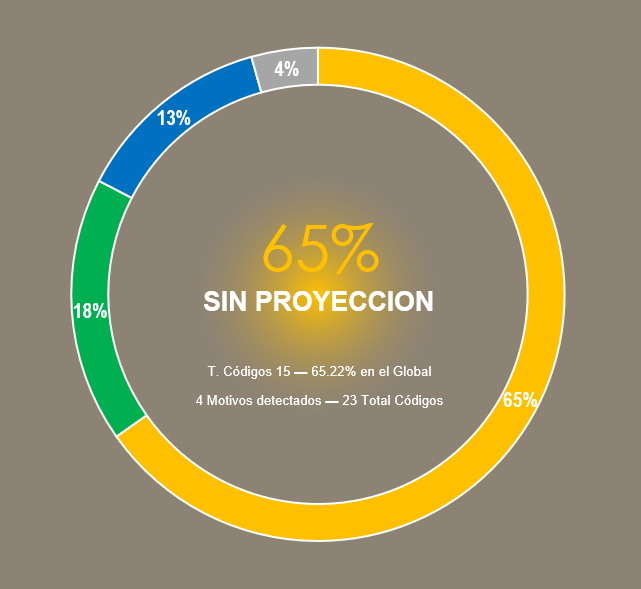 4%
13%
18%
65%
SIN PROYECCION
T. Códigos 15 — 65.22% en el Global
4 Motivos detectados — 23 Total Códigos
65%